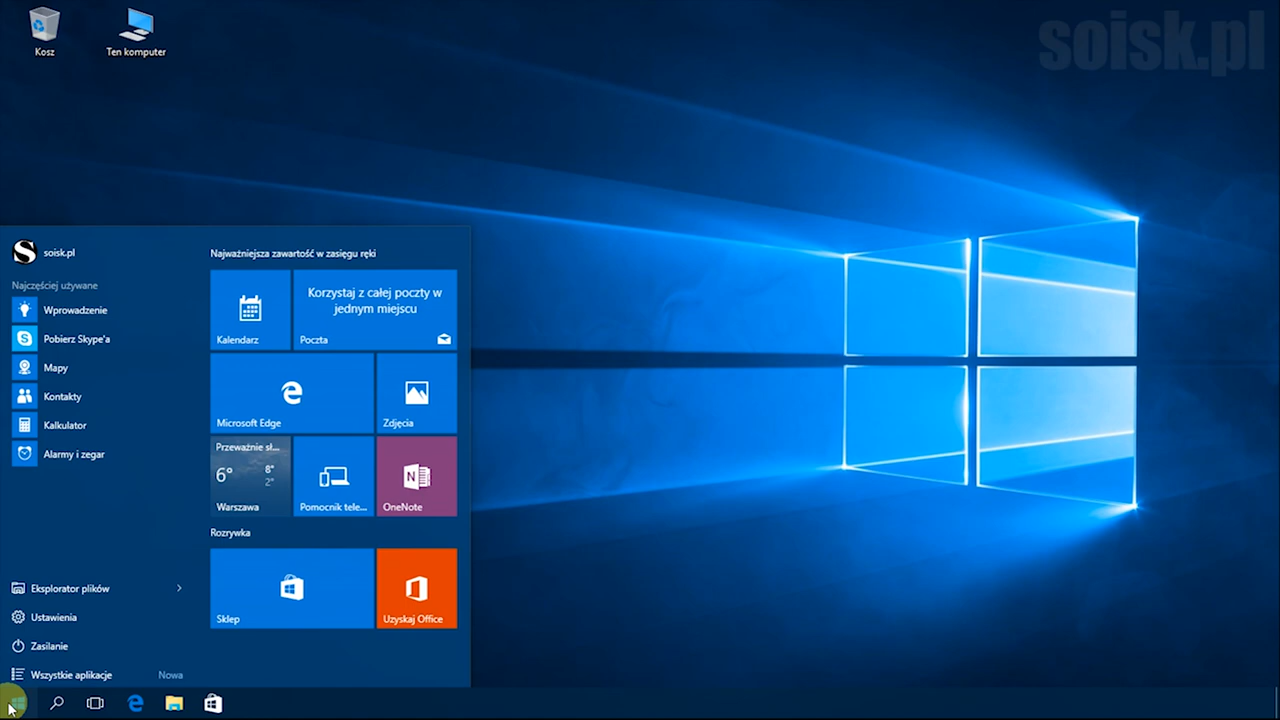 soisk.pl
Kosz
Ten komputer
soisk.pl
Najczęściej używane
Wprowadzenie
Pobierz Skype'a
Mapy
Kontakty
Kalkulator
Alarmy i zegar
Eksplorator plików
Ustawienia
Zasilanie
Wszystkie aplikacje
Nowa
Najważniejsza zawartość w zasięgu ręki
Kalendarz
Korzystaj z całej poczty w
jednym miejscu
Poczta
Microsoft Edge
Zdjęcia
Przeważnie sł...
6°
8°
2°
Warszawa
Pomocnik tele...
OneNote
Rozrywka
Sklep
Uzyskaj Office